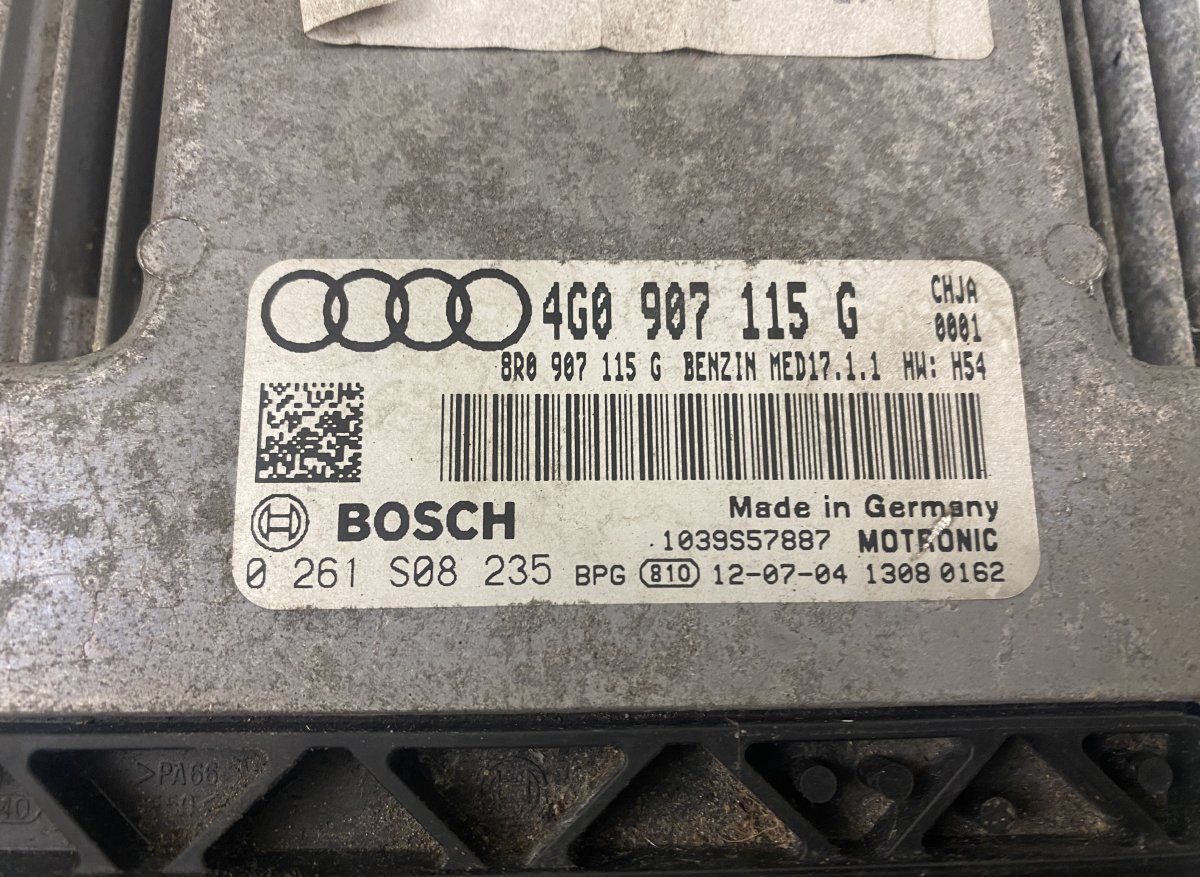 4G0 907 115 G
CHJA
0001
8R0 907 115 G BENZIN MED17.1.1 HW: H54
BOSCH
Made in Germany
1039S57887 MOTRONIC
0 261 S08 235 BPG 810 12-07-04 1308 0162
>PA66